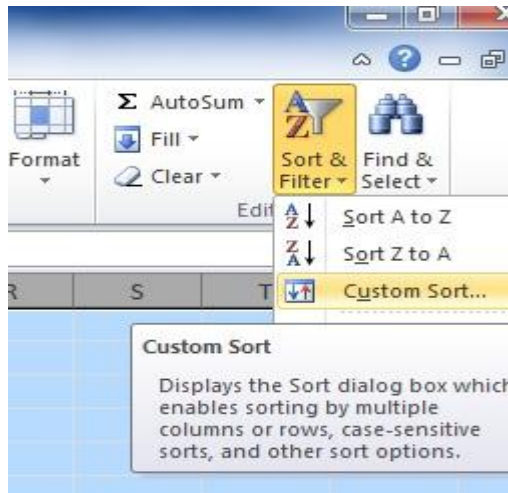 Σ AutoSum
Fill
Clear
Format
Sort &
Filter
Find &
Select
Sort A to Z
Sort Z to A
Custom Sort...
S
T
Custom Sort
Displays the Sort dialog box which
enables sorting by multiple
columns or rows, case-sensitive
sorts, and other sort options.